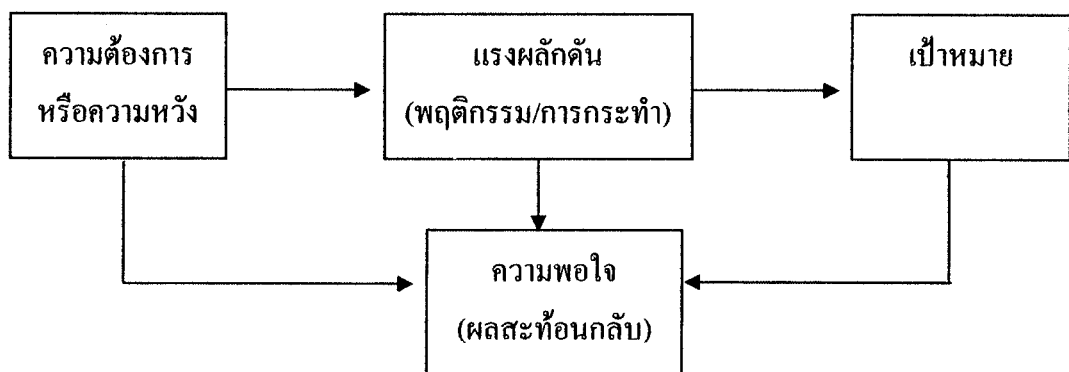 ความต้องการ
หรือความหวัง
แรงผลักดัน
(พฤติกรรม/การกระทำ)
เป้าหมาย
ความพอใจ
(ผลสะท้อนกลับ)